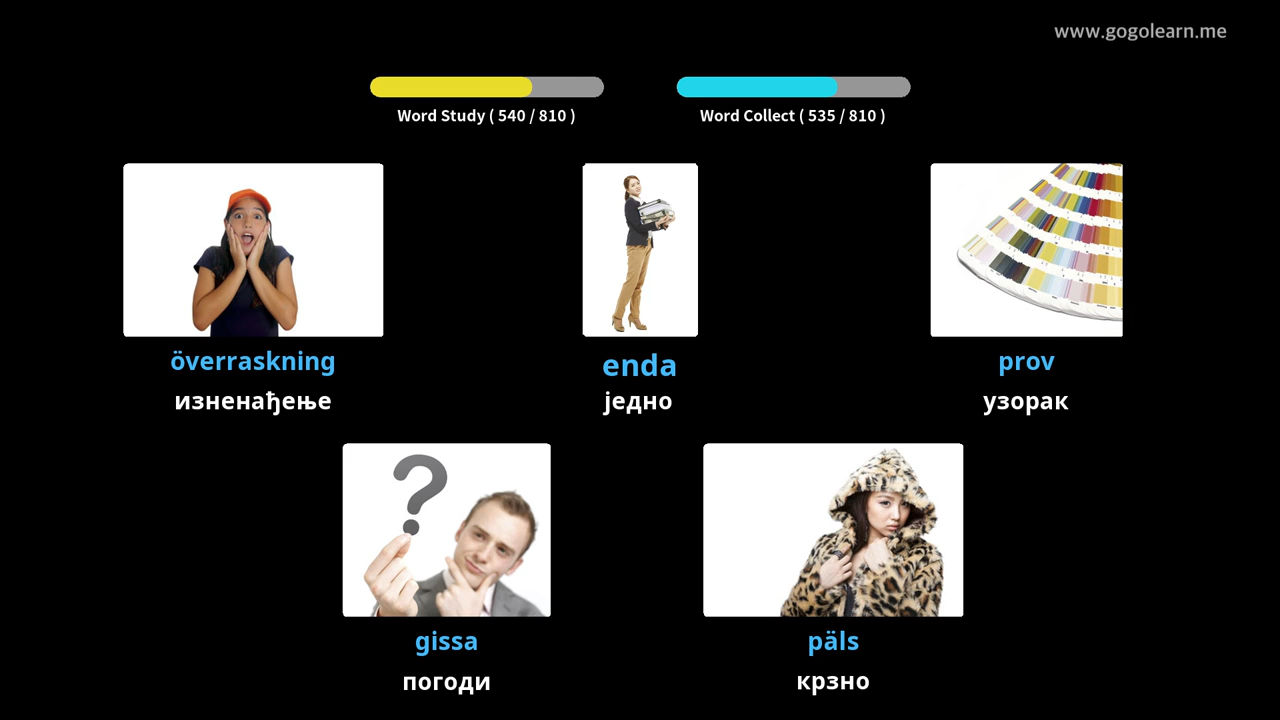 www.gogolearn.me
Word Study ( 540 / 810 )
Word Collect ( 535 / 810 )
överraskning
изненађење
enda
једно
prov
узорак
gissa
погоди
päls
крзно